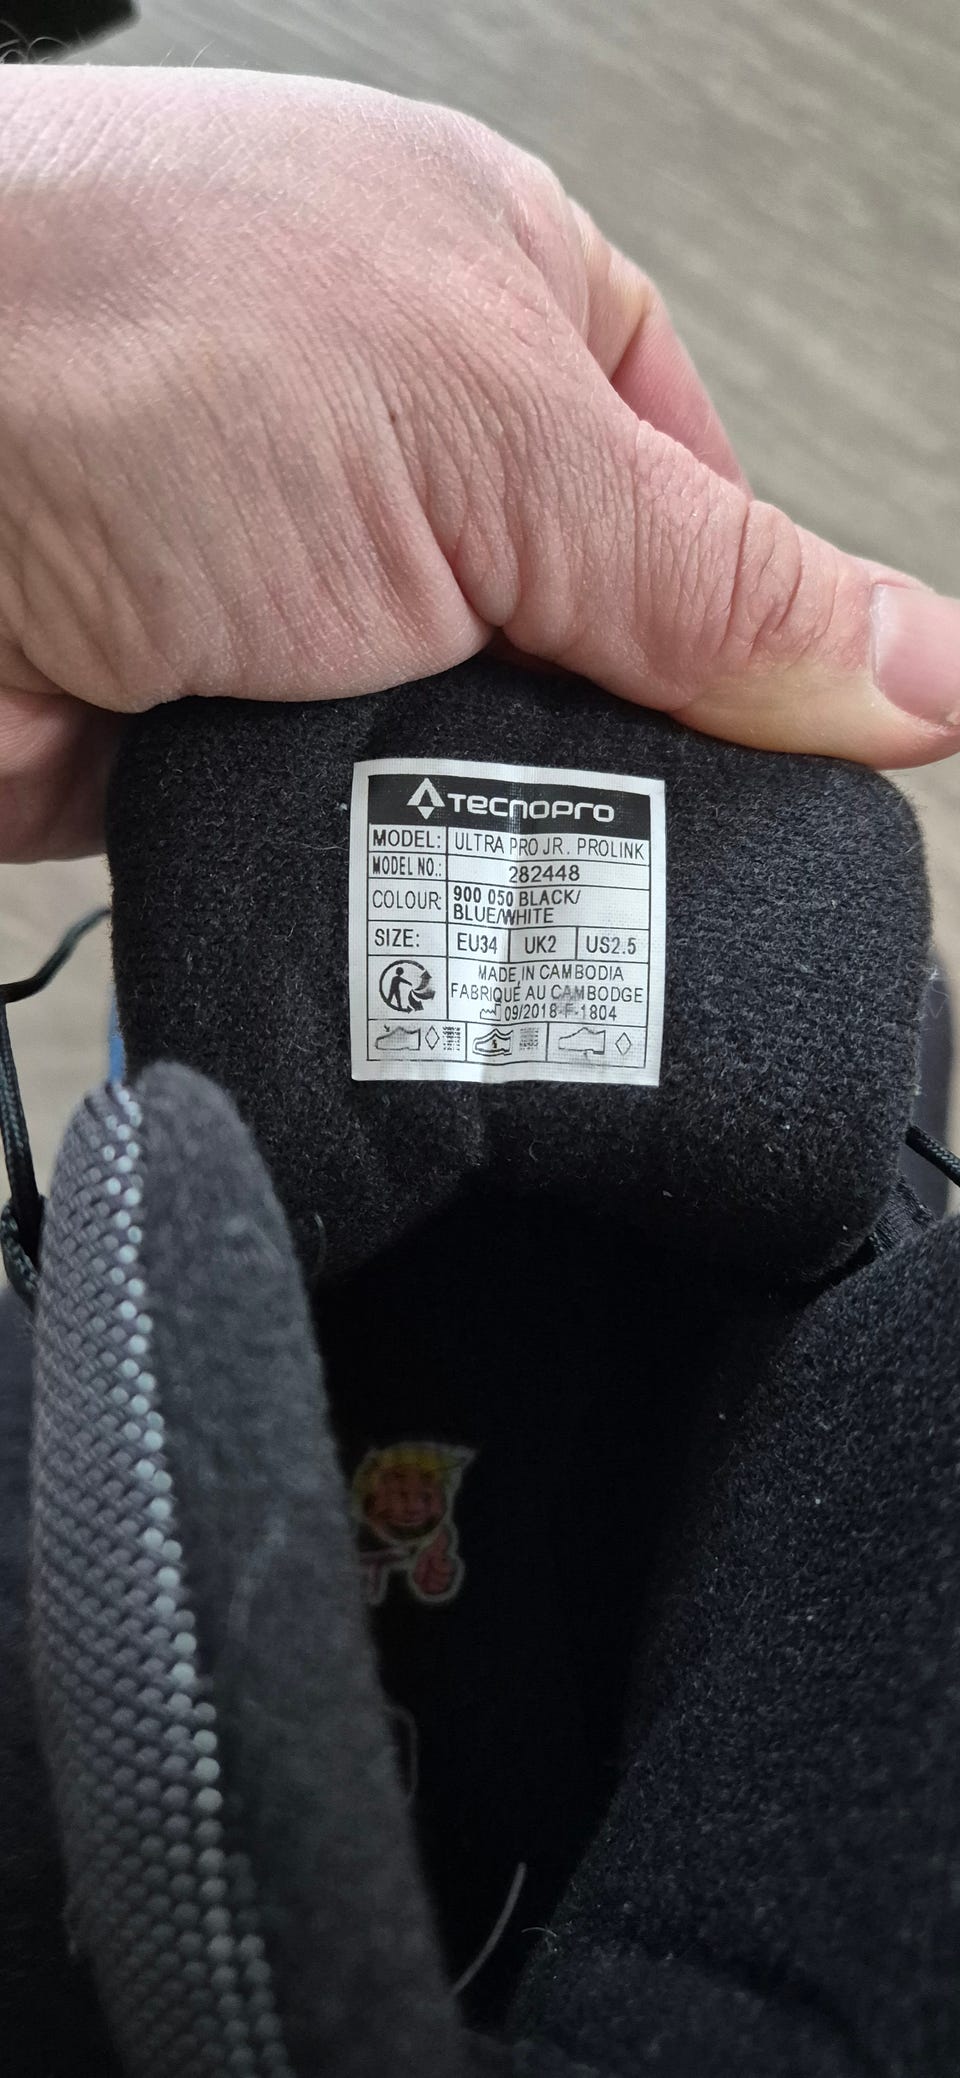 TECNOPRO
MODEL: ULTRA PRO JR. PROLINK
MODEL NO.: 282448
COLOUR: 900 050 BLACK/
BLUE/WHITE
SIZE: EU34 UK2 US2.5
MADE IN CAMBODIA
FABRIQUÉ AU CAMBODGE
09/2018-F-1804